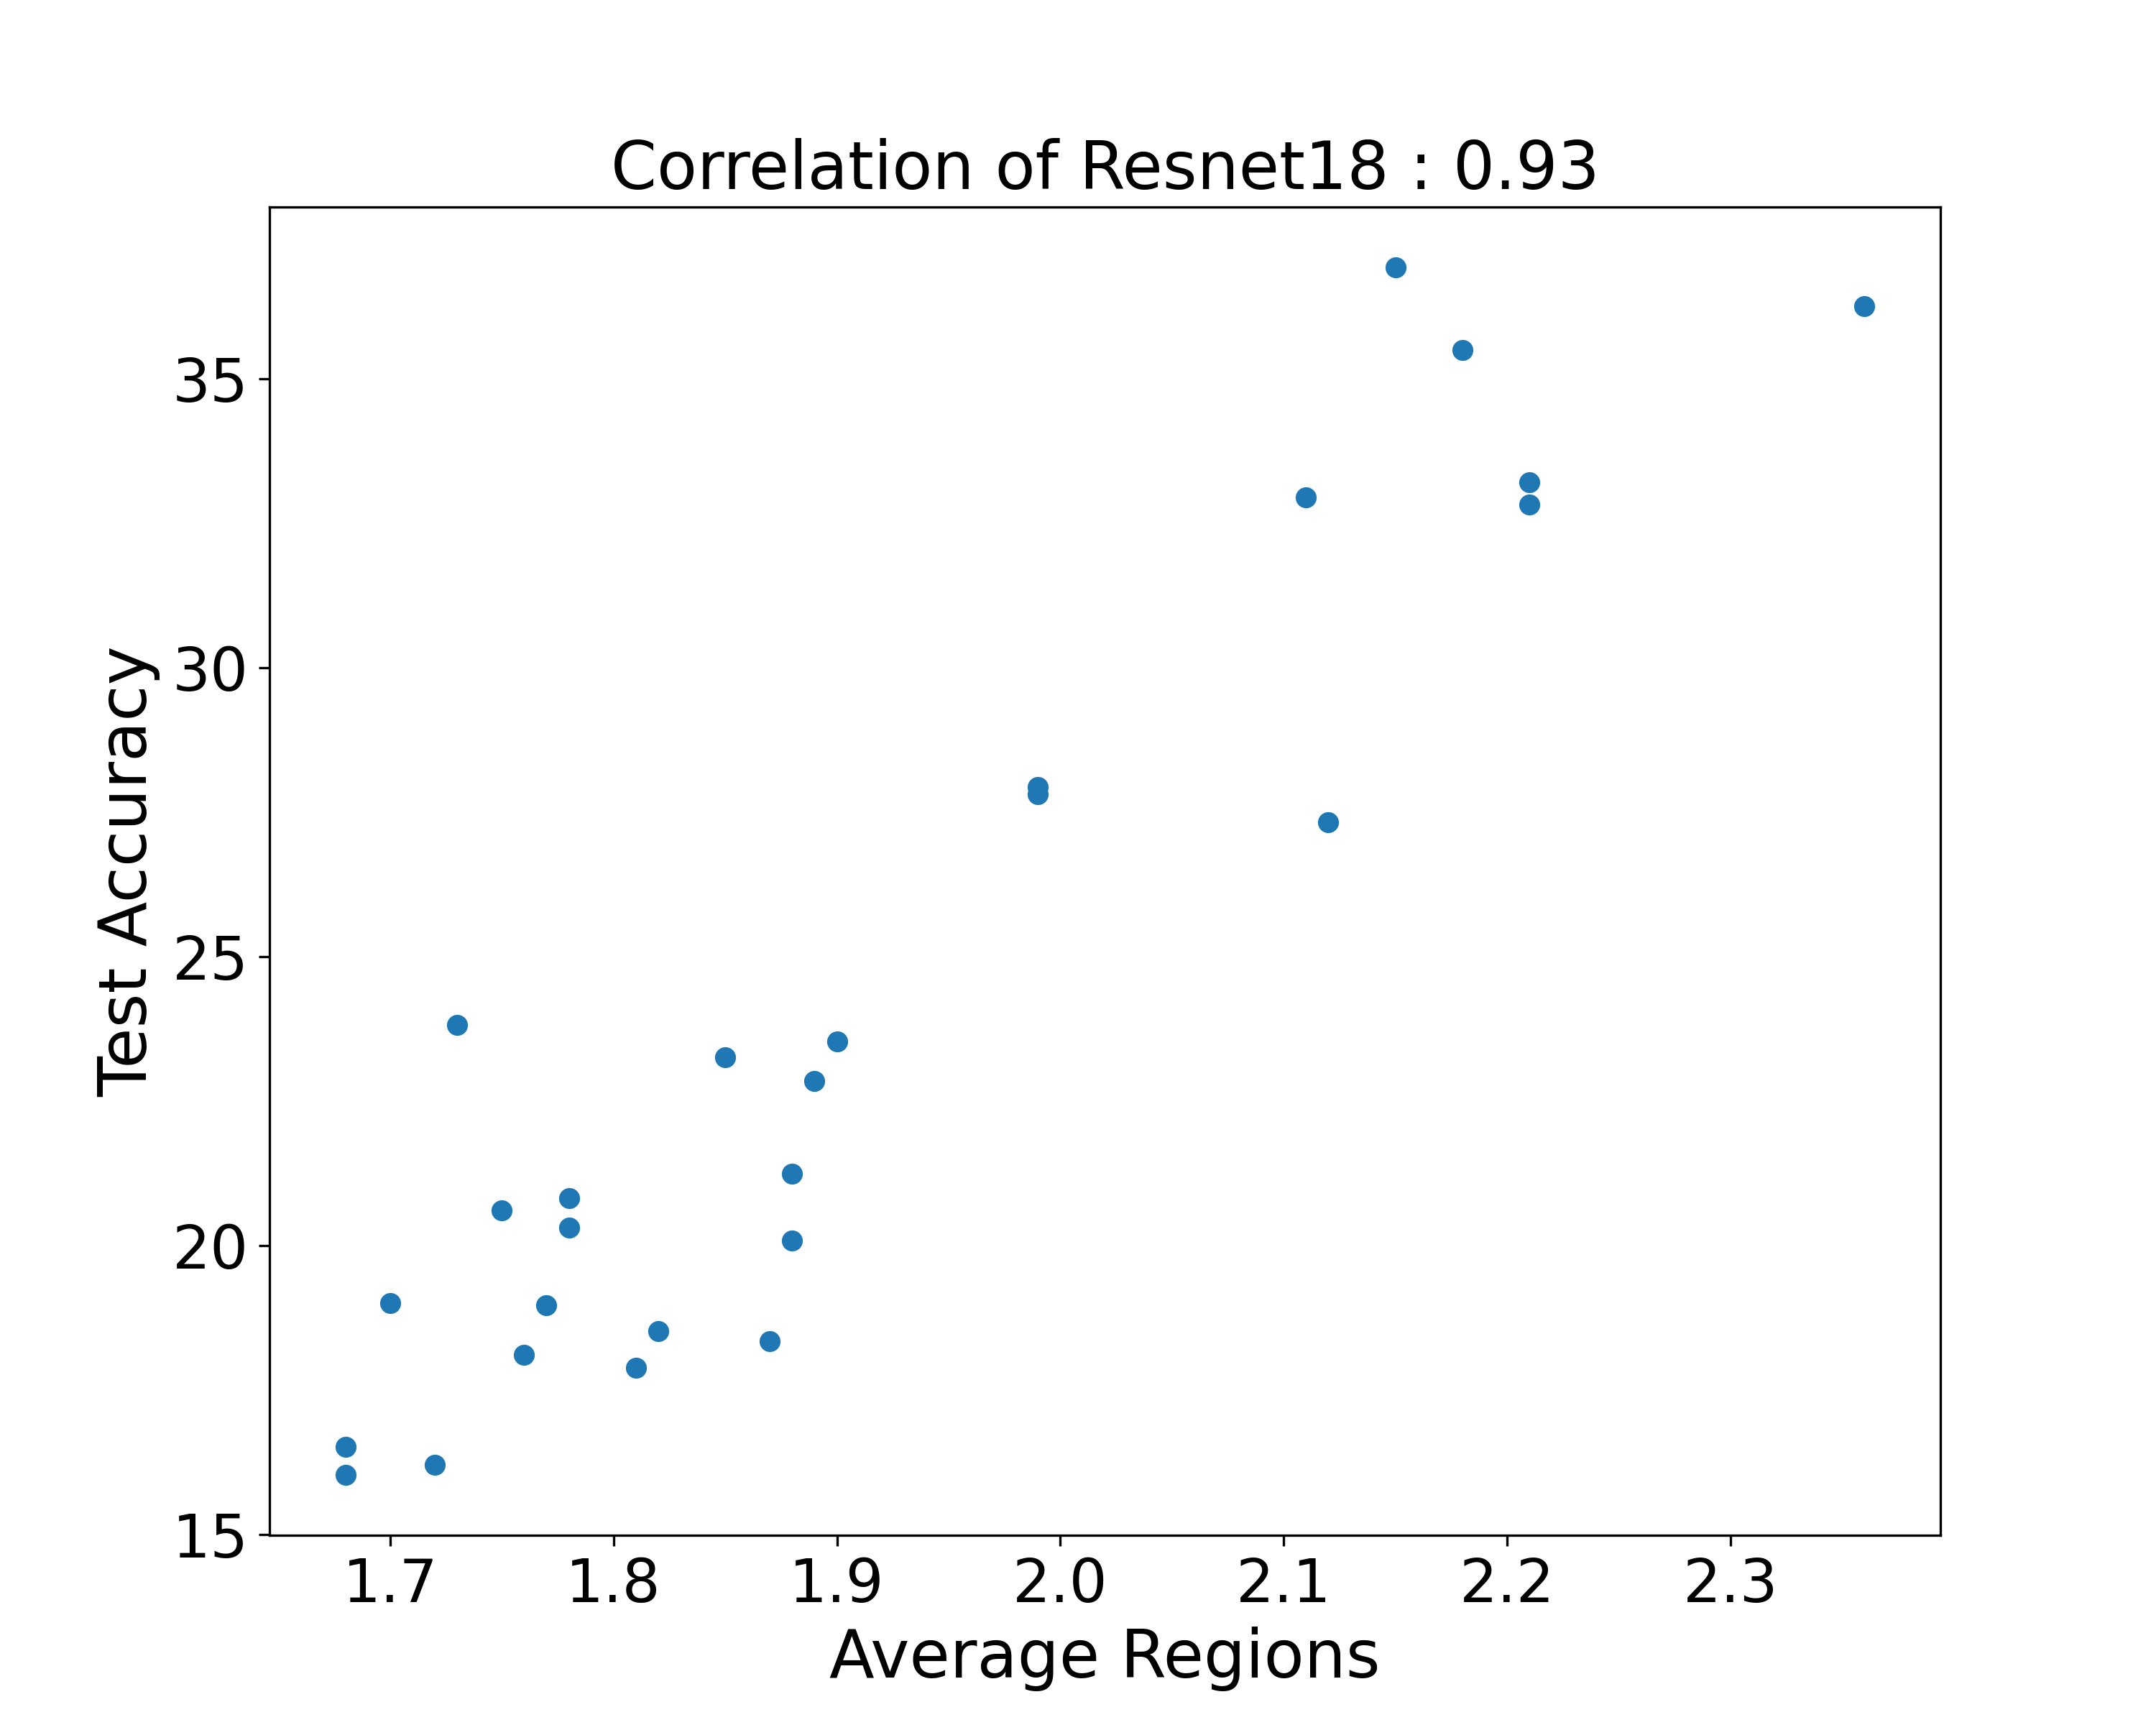 Correlation of Resnet18 : 0.93
Test Accuracy
35
30
25
20
15
1.7 1.8 1.9 2.0 2.1 2.2 2.3
Average Regions